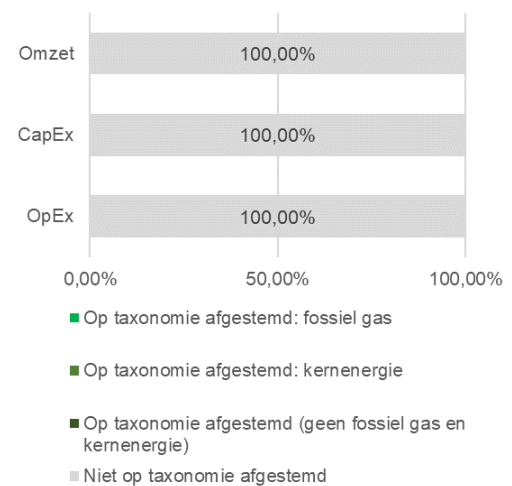 Omzet
100,00%
CapEx
100,00%
OpEx
100,00%
0,00% 50,00% 100,00%
Op taxonomie afgestemd: fossiel gas
Op taxonomie afgestemd: kernenergie
Op taxonomie afgestemd (geen fossiel gas en
kernenergie)
Niet op taxonomie afgestemd